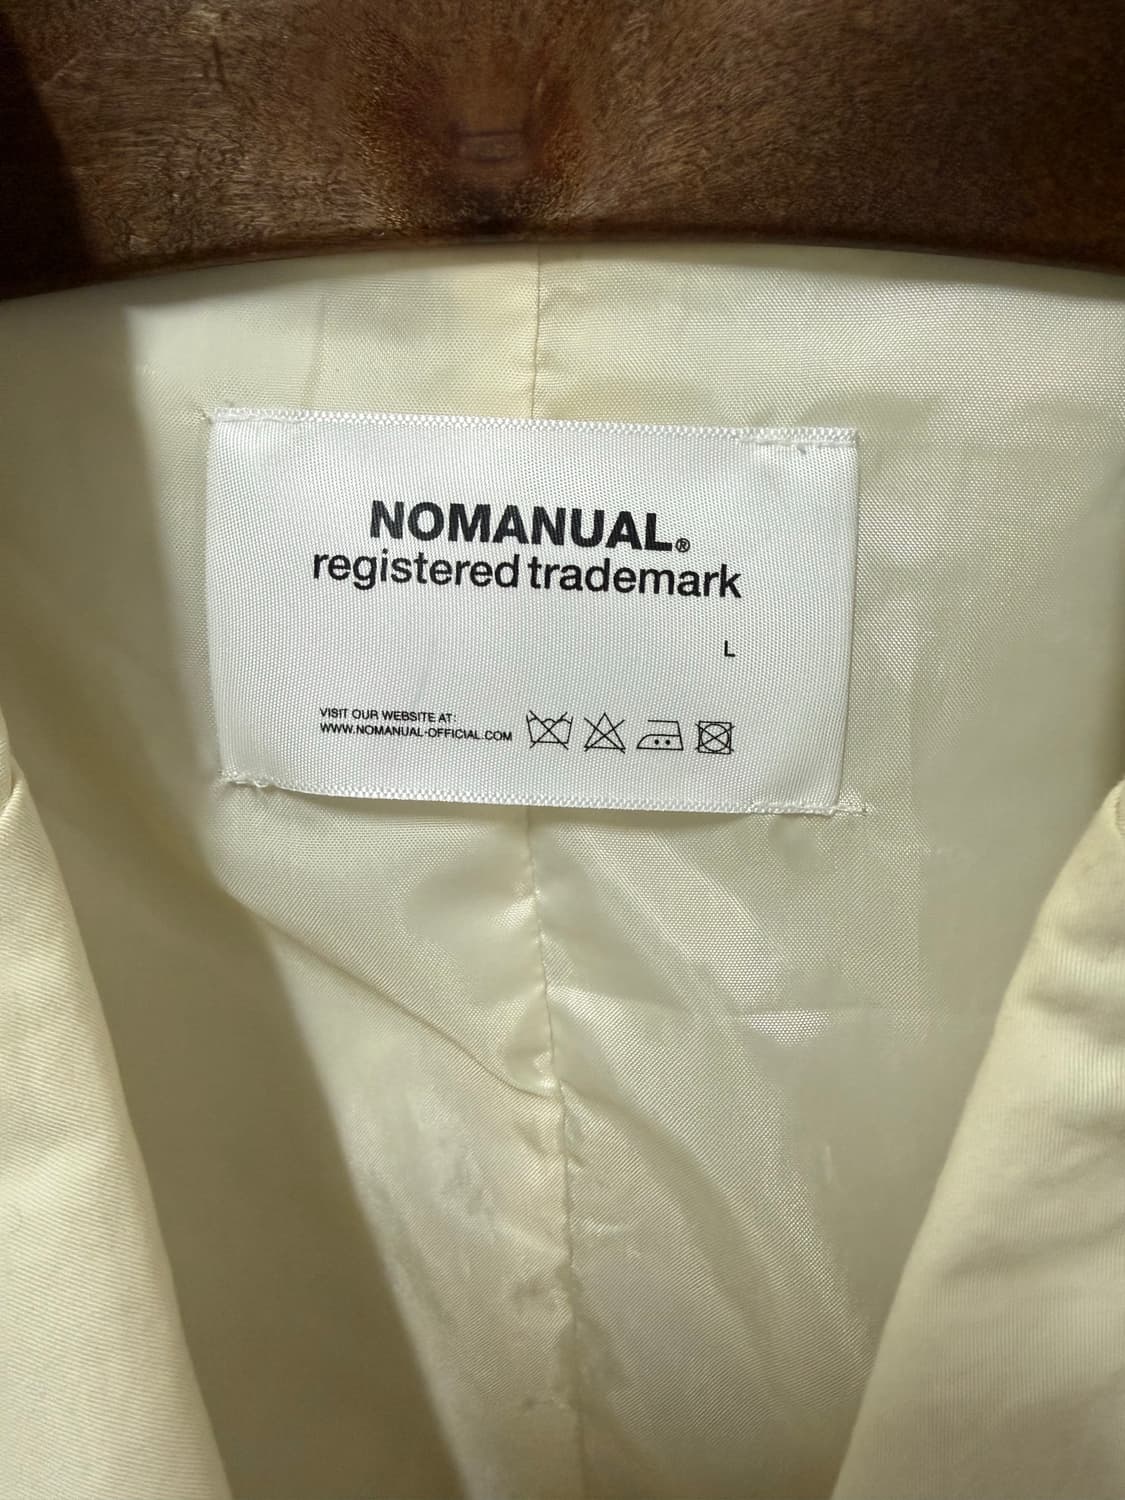 NOMANUAL®
registered trademark
L
VISIT OUR WEBSITE AT:
WWW.NOMANUAL-OFFICIAL.COM